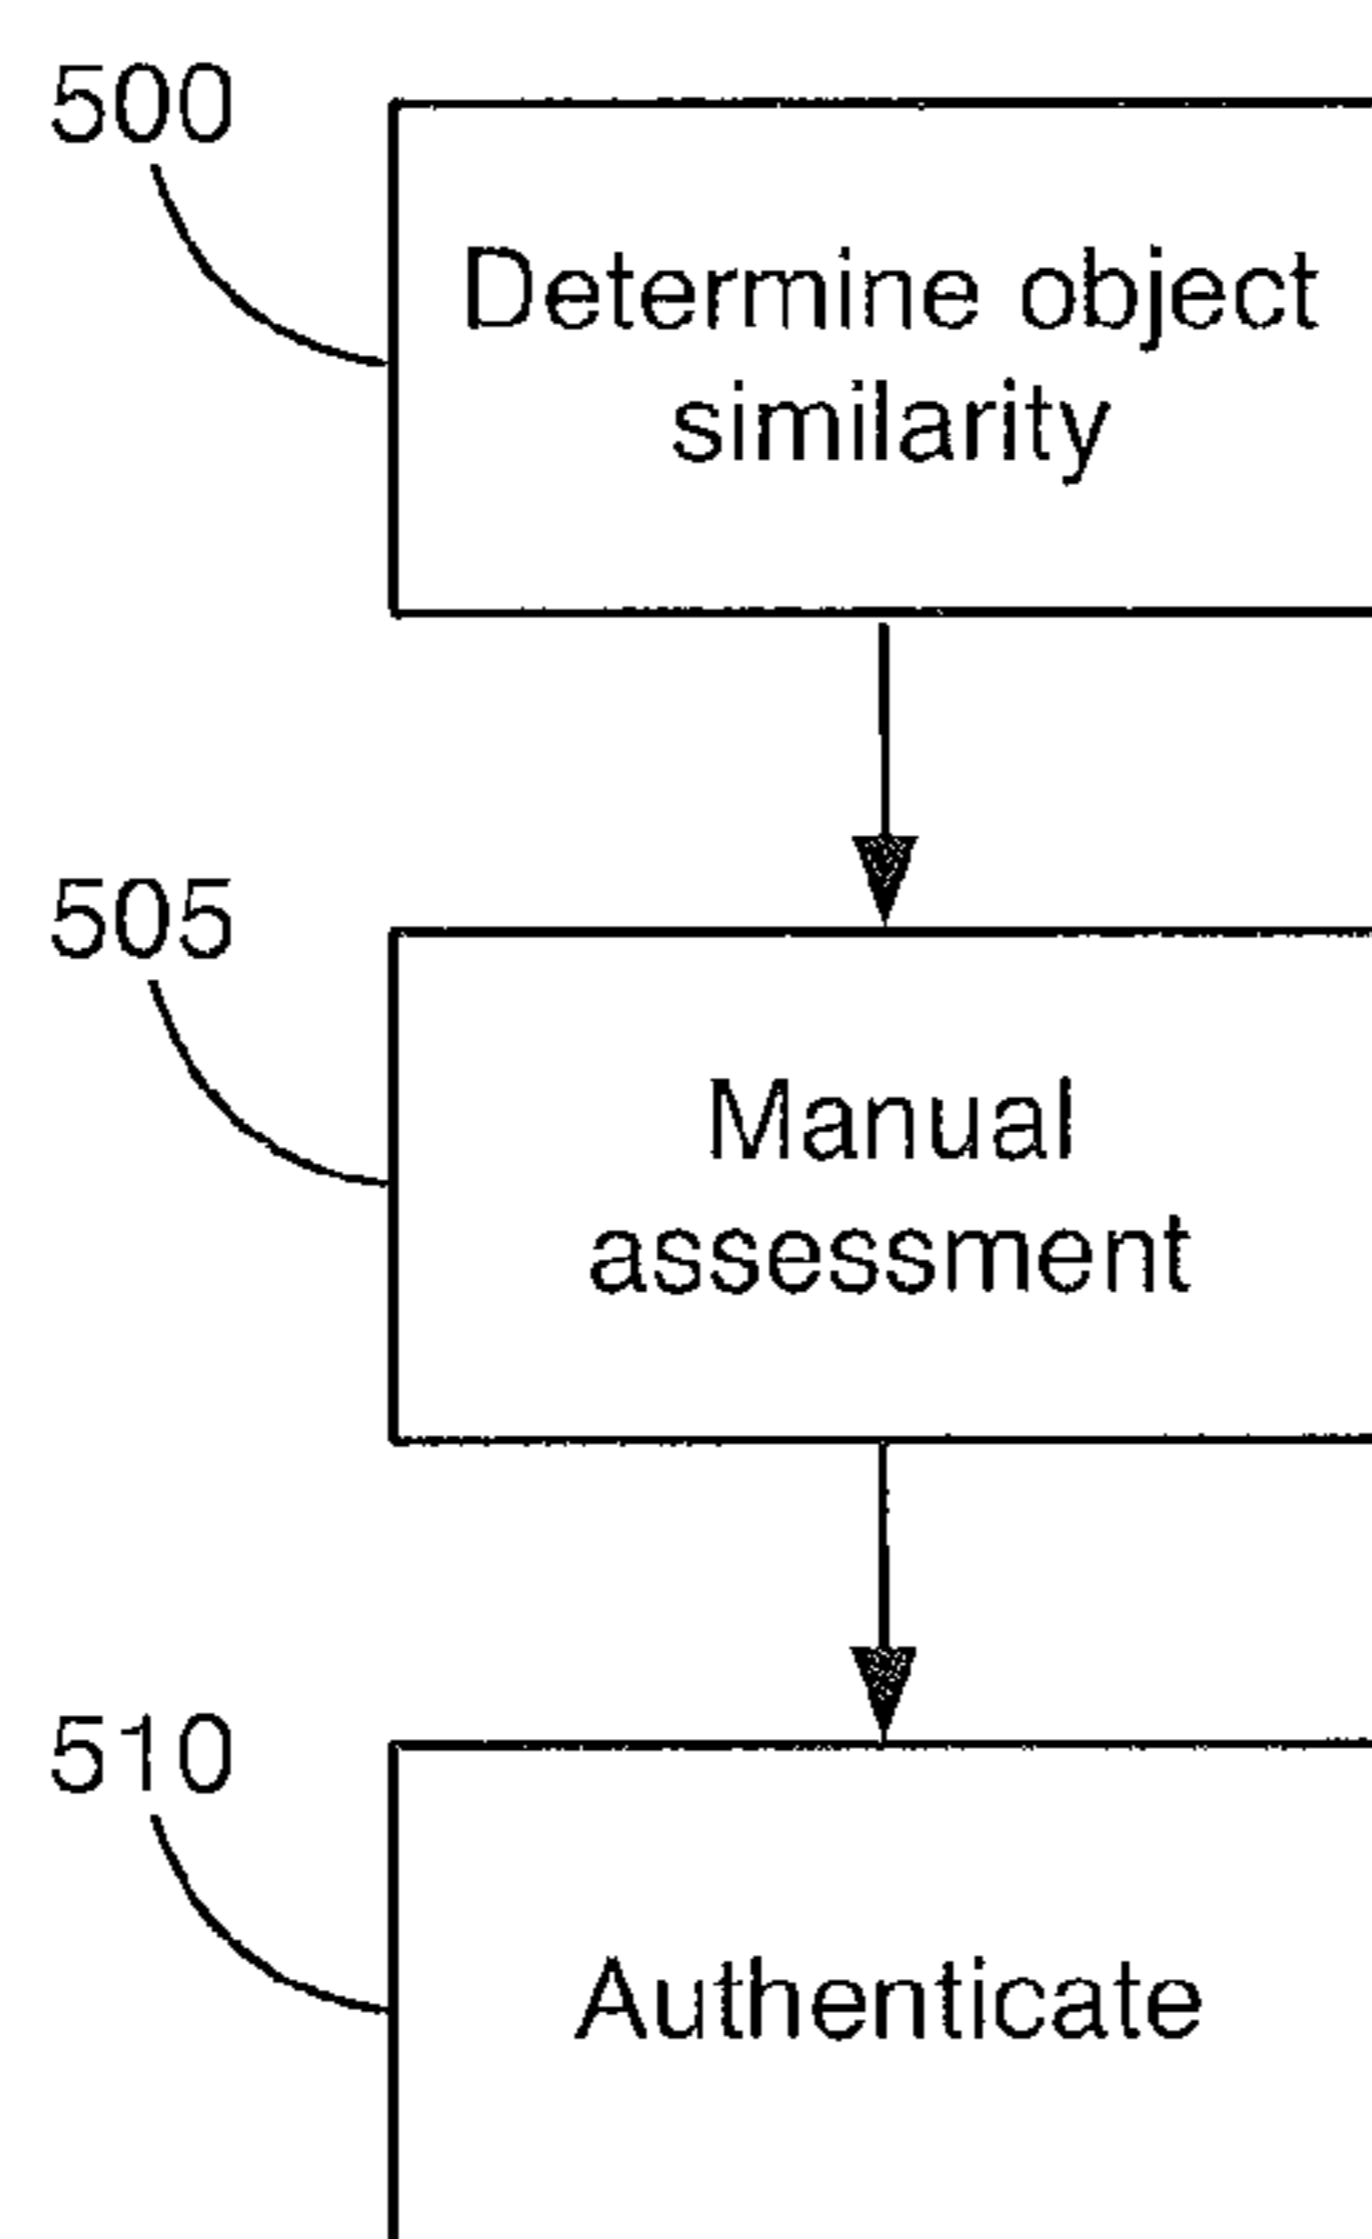 500
Determine object
similarity
505
Manual
assessment
510
Authenticate